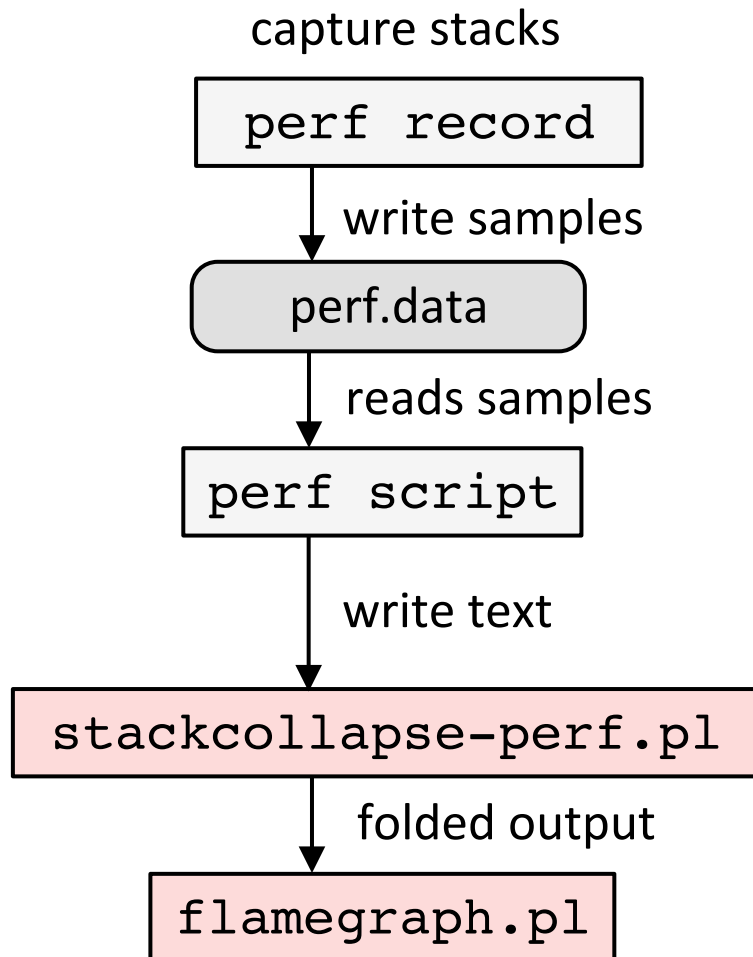 capture stacks
perf record
write samples
perf.data
reads samples
perf script
write text
stackcollapse-perf.pl
folded output
flamegraph.pl